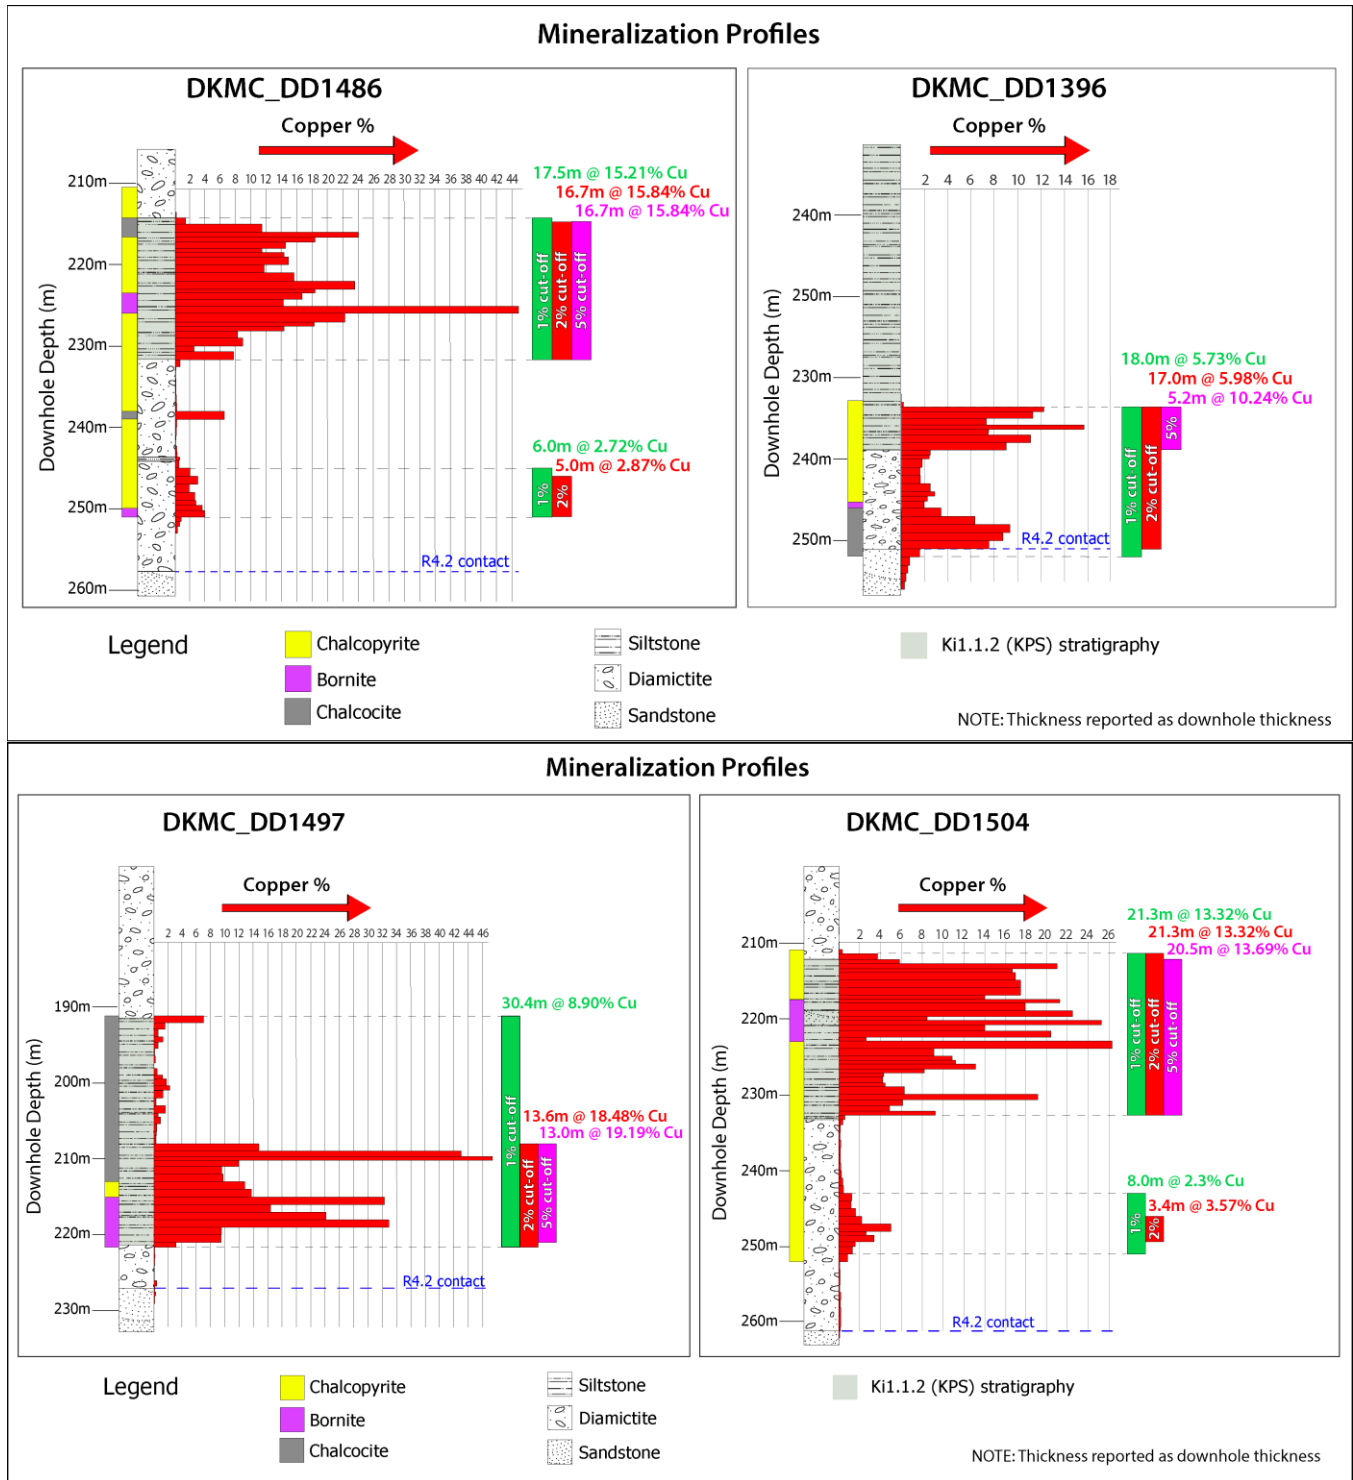 Mineralization Profiles
DKMC_DD1486
Copper %
2 4 6 8 10 12 14 16 18 20 22 24 26 28 30 32 34 36 38 40 42 44
17.5m @ 15.21% Cu
16.7m @ 15.84% Cu
16.7m @ 15.84% Cu
1% cut-off
2% cut-off
5% cut-off
Downhole Depth (m)
210m
220m
230m
240m
250m
260m
6.0m @ 2.72% Cu
5.0m @ 2.87% Cu
1%
2%
R4.2 contact
DKMC_DD1396
Copper %
2 4 6 8 10 12 14 16 18
Downhole Depth (m)
240m
250m
230m
240m
250m
18.0m @ 5.73% Cu
17.0m @ 5.98% Cu
5.2m @ 10.24% Cu
1% cut-off
2% cut-off
5%
R4.2 contact
Legend
Chalcopyrite
Bornite
Chalcocite
Siltstone
Diamictite
Sandstone
Ki1.1.2 (KPS) stratigraphy
NOTE: Thickness reported as downhole thickness
Mineralization Profiles
DKMC_DD1497
Copper %
2 4 6 8 10 12 14 16 18 20 22 24 26 28 30 32 34 36 38 40 42 44 46
Downhole Depth (m)
190m
200m
210m
220m
230m
30.4m @ 8.90% Cu
13.6m @ 18.48% Cu
13.0m @ 19.19% Cu
1% cut-off
2% cut-off
5% cut-off
R4.2 contact
DKMC_DD1504
Copper %
2 4 6 8 10 12 14 16 18 20 22 24 26
Downhole Depth (m)
210m
220m
230m
240m
250m
260m
21.3m @ 13.32% Cu
21.3m @ 13.32% Cu
20.5m @ 13.69% Cu
1% cut-off
2% cut-off
5% cut-off
8.0m @ 2.3% Cu
3.4m @ 3.57% Cu
1%
2%
R4.2 contact
Legend
Chalcopyrite
Bornite
Chalcocite
Siltstone
Diamictite
Sandstone
Ki1.1.2 (KPS) stratigraphy
NOTE: Thickness reported as downhole thickness